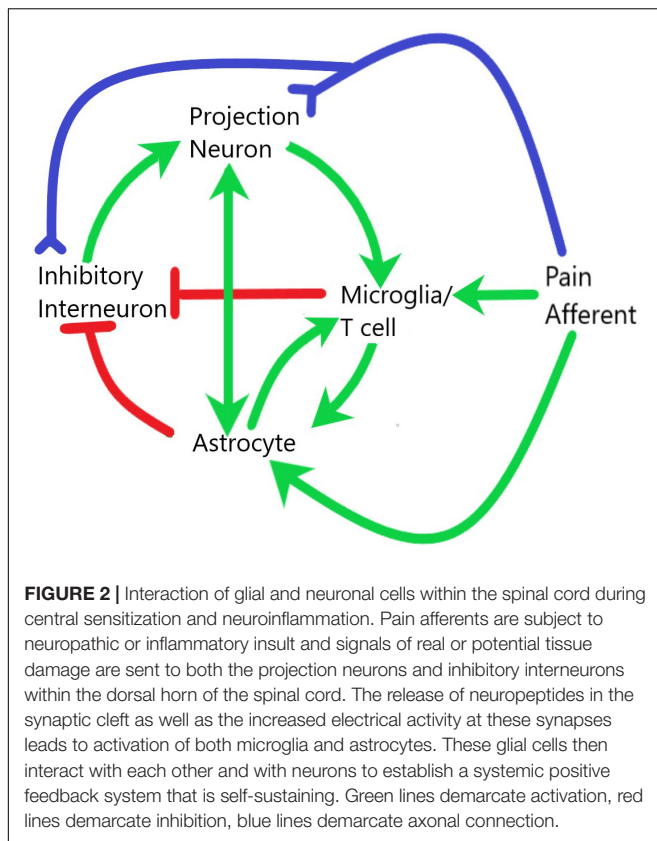 Projection
Neuron
Inhibitory
Interneuron
Microglia/
T cell
Pain
Afferent
Astrocyte
FIGURE 2 | Interaction of glial and neuronal cells within the spinal cord during
central sensitization and neuroinflammation. Pain afferents are subject to
neuropathic or inflammatory insult and signals of real or potential tissue
damage are sent to both the projection neurons and inhibitory interneurons
within the dorsal horn of the spinal cord. The release of neuropeptides in the
synaptic cleft as well as the increased electrical activity at these synapses
leads to activation of both microglia and astrocytes. These glial cells then
interact with each other and with neurons to establish a systemic positive
feedback system that is self-sustaining. Green lines demarcate activation, red
lines demarcate inhibition, blue lines demarcate axonal connection.